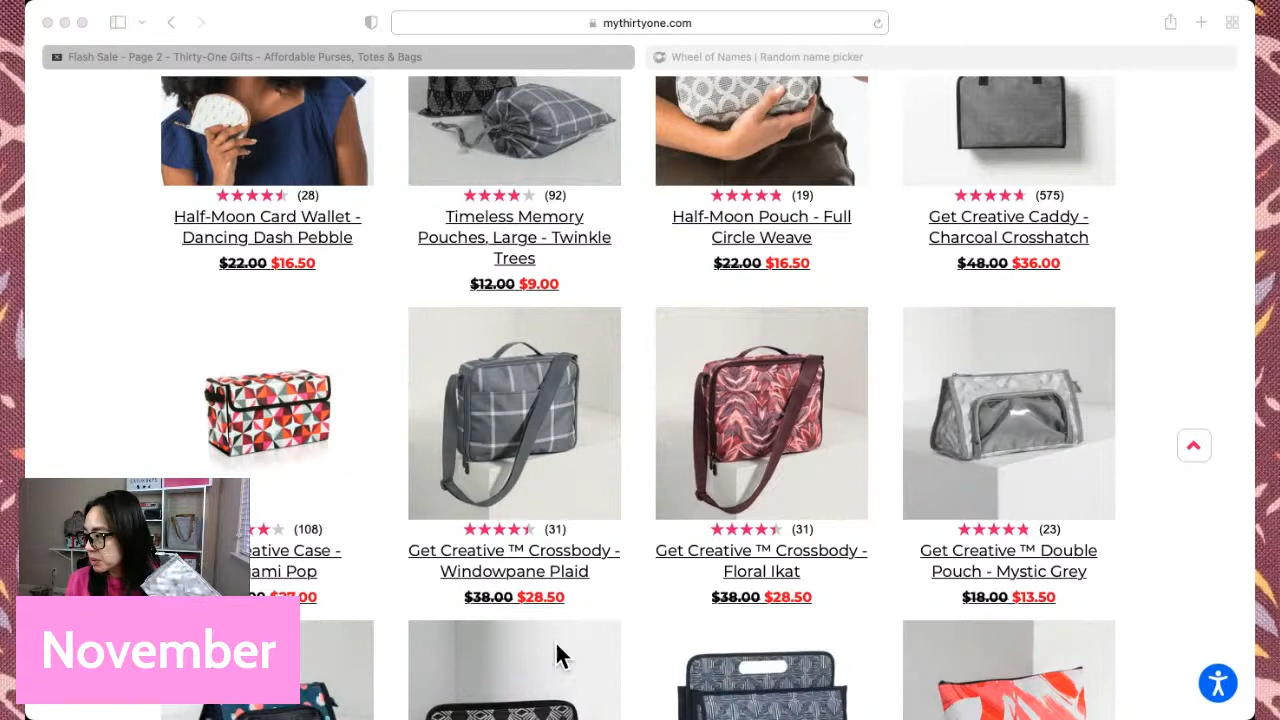 mythirtyone.com
Flash Sale - Page 2 - Thirty-One Gifts - Affordable Purses, Totes & Bags
Wheel of Names | Random name picker
(28)
Half-Moon Card Wallet -
Dancing Dash Pebble
$22.00 $16.50
(92)
Timeless Memory
Pouches, Large - Twinkle
Trees
$12.00 $9.00
(19)
Half-Moon Pouch - Full
Circle Weave
$22.00 $16.50
(575)
Get Creative Caddy -
Charcoal Crosshatch
$48.00 $36.00
(108)
ative Case -
ami Pop
(31)
Get Creative ™ Crossbody -
Windowpane Plaid
$38.00 $28.50
(31)
Get Creative ™ Crossbody -
Floral Ikat
$38.00 $28.50
(23)
Get Creative ™ Double
Pouch - Mystic Grey
$18.00 $13.50
November